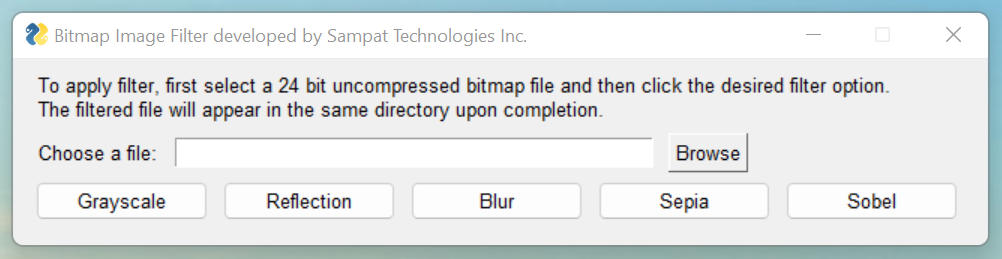 Bitmap Image Filter developed by Sampat Technologies Inc.
To apply filter, first select a 24 bit uncompressed bitmap file and then click the desired filter option.
The filtered file will appear in the same directory upon completion.
Choose a file: Browse
Grayscale Reflection Blur Sepia Sobel